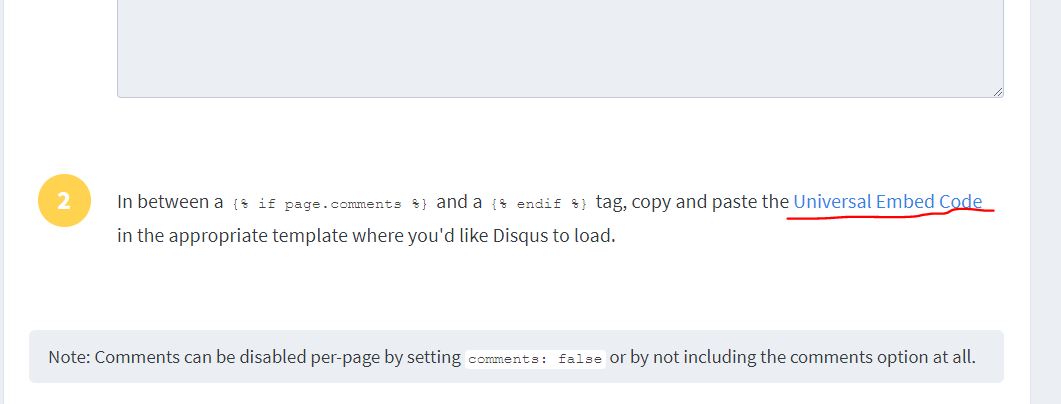 2
In between a {% if page.comments %} and a {% endif %} tag, copy and paste the Universal Embed Code
in the appropriate template where you'd like Disqus to load.
Note: Comments can be disabled per-page by setting comments: false or by not including the comments option at all.